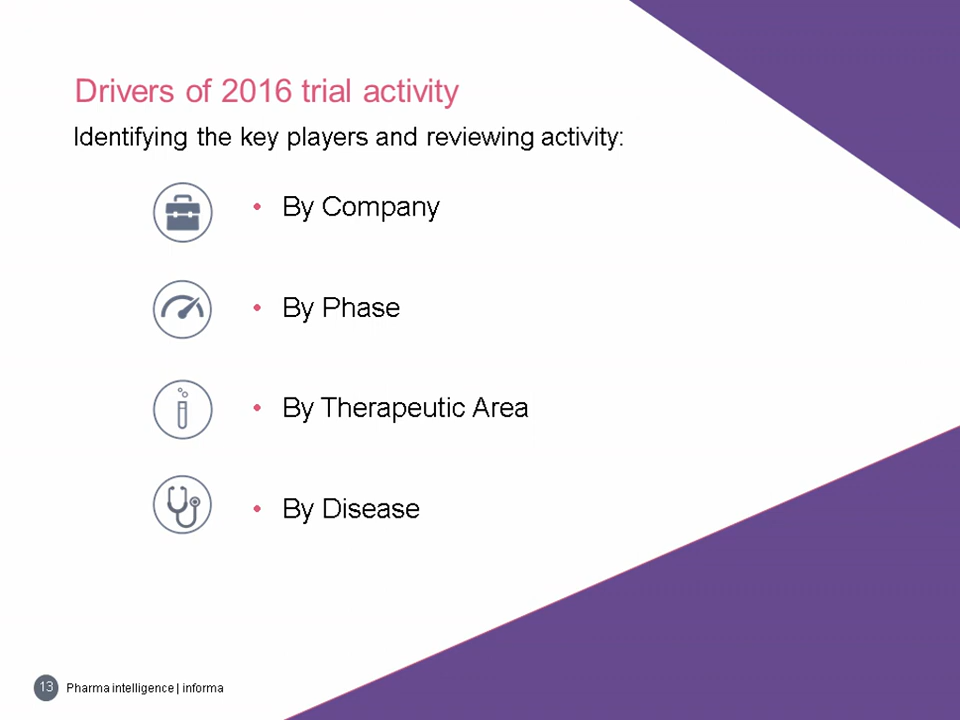 Drivers of 2016 trial activity
Identifying the key players and reviewing activity:
• By Company
• By Phase
• By Therapeutic Area
• By Disease
13 Pharma intelligence | informa